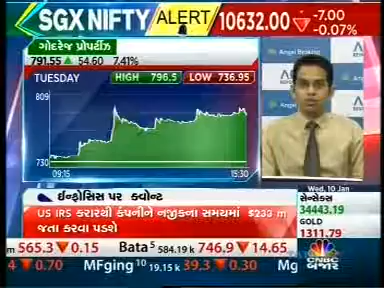 SGX NIFTY ALERT 10632.00 -7.00
-0.07%
ગોદરેજ પ્રોપર્ટીઝ
791.55 54.60 7.41%
TUESDAY HIGH 796.5 LOW 736.95
809
730
09:15 15:30
Angel Broking
ઈન્ફોસિસ પર ક્વોન્ટ
US IRS કરારથી કંપનીને નજીકના સમયમાં $233 m
જતા કરવા પડશે
Wed, 10 Jan
સેન્સેક્સ
34443.19
GOLD
1311.79
CNBC
બજાર
565.3 0.15 Bata 5 584.19 k 746.9 14.65
4 0.70 MFging 10 19.15 k 39.3 0.30 Mg